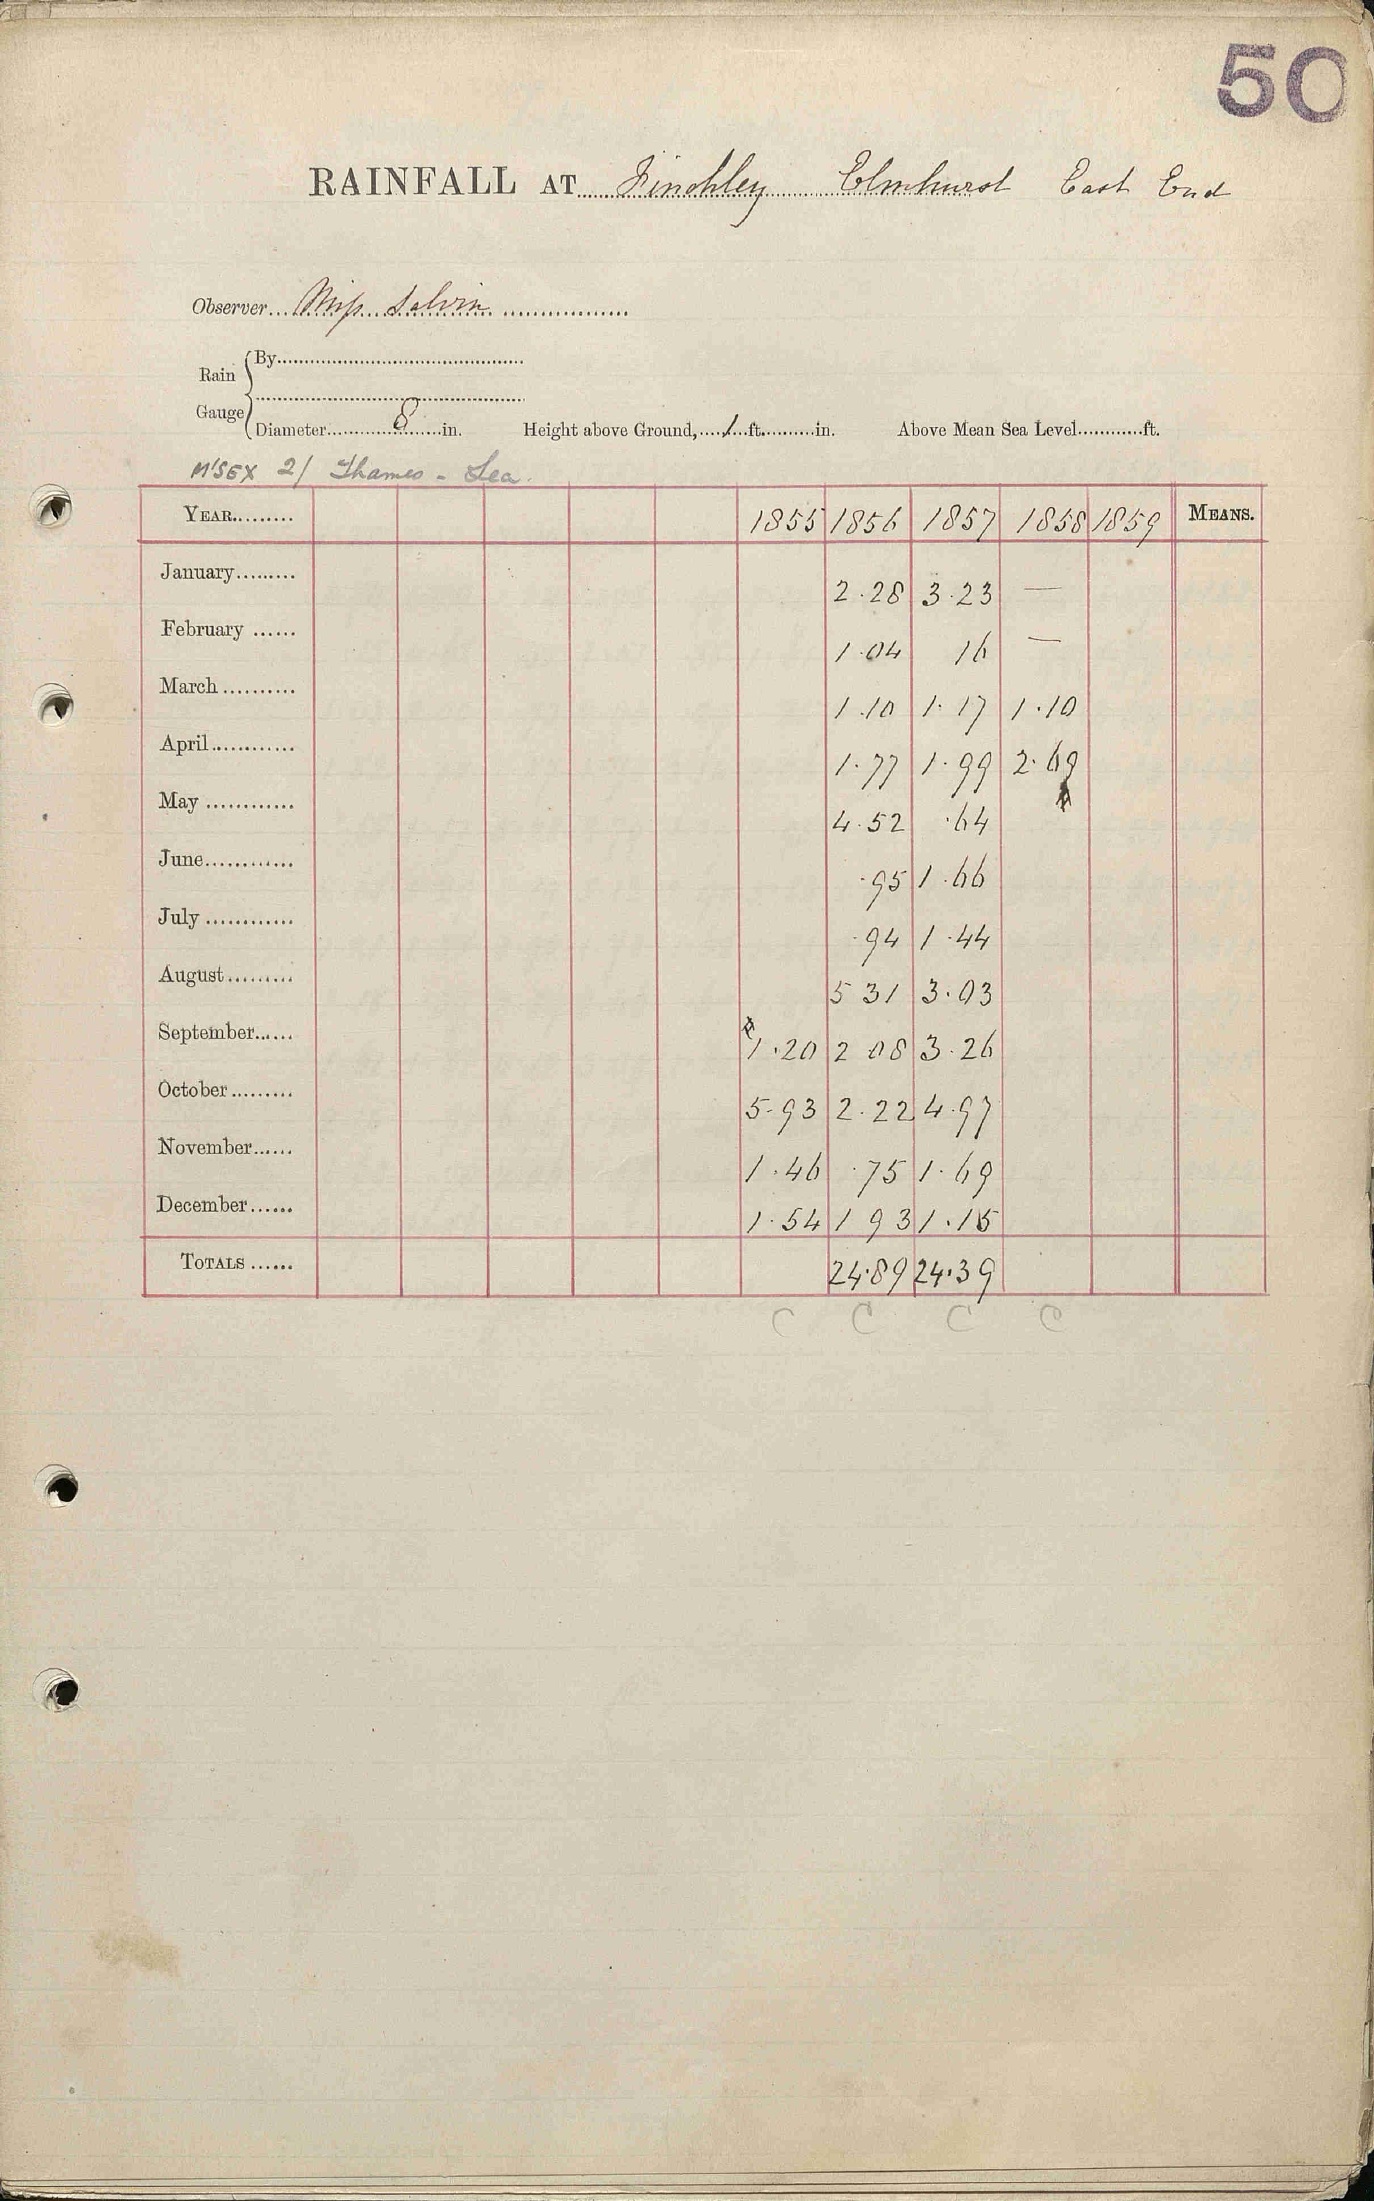 50
RAINFALL AT Finchley Elmhurst East End
Observer Miss Salvin
Rain Gauge { By
Diameter 8 in. Height above Ground, 1 ft. in. Above Mean Sea Level ft.
M'SEX 2/ Thames - Lea.
YEAR 1855 1856 1857 1858 1859 MEANS.
January 2.28 3.23 —
February 1.04 16 —
March 1.10 1.17 1.10
April 1.77 1.99 2.69
May 4.52 .64
June .95 1.66
July .94 1.44
August 5 31 3.03
September 1.20 2 08 3.26
October 5.93 2.22 4.97
November 1.46 .75 1.69
December 1.54 1 93 1.15
TOTALS 24.89 24.39
C C C C